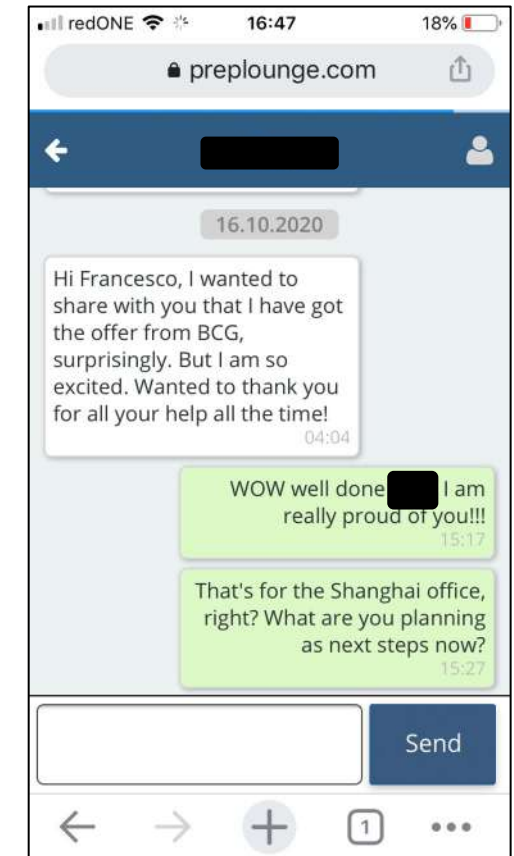 redONE 16:47 18%
preplounge.com
16.10.2020
Hi Francesco, I wanted to
share with you that I have got
the offer from BCG,
surprisingly. But I am so
excited. Wanted to thank you
for all your help all the time!
04:04
WOW well done I am
really proud of you!!!
15:17
That's for the Shanghai office,
right? What are you planning
as next steps now?
15:27
Send
1